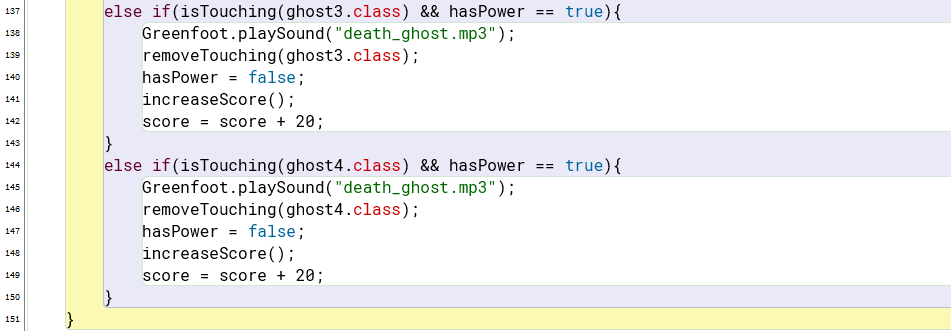 137 else if(isTouching(ghost3.class) && hasPower == true){
138 Greenfoot.playSound("death_ghost.mp3");
139 removeTouching(ghost3.class);
140 hasPower = false;
141 increaseScore();
142 score = score + 20;
143 }
144 else if(isTouching(ghost4.class) && hasPower == true){
145 Greenfoot.playSound("death_ghost.mp3");
146 removeTouching(ghost4.class);
147 hasPower = false;
148 increaseScore();
149 score = score + 20;
150 }
151 }